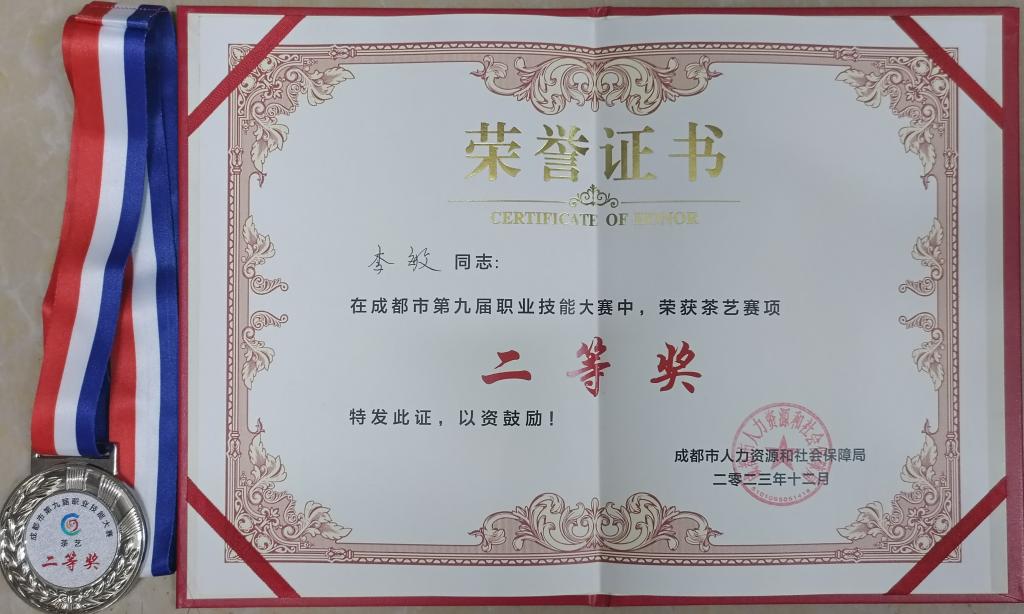 荣誉证书
CERTIFICATE OF HONOR
李敏 同志:
在成都市第九届职业技能大赛中，荣获茶艺赛项
二等奖
特发此证，以资鼓励！
成都市人力资源和社会保障局
二零二三年十二月
成都市第九届职业技能大赛
茶艺
二等奖